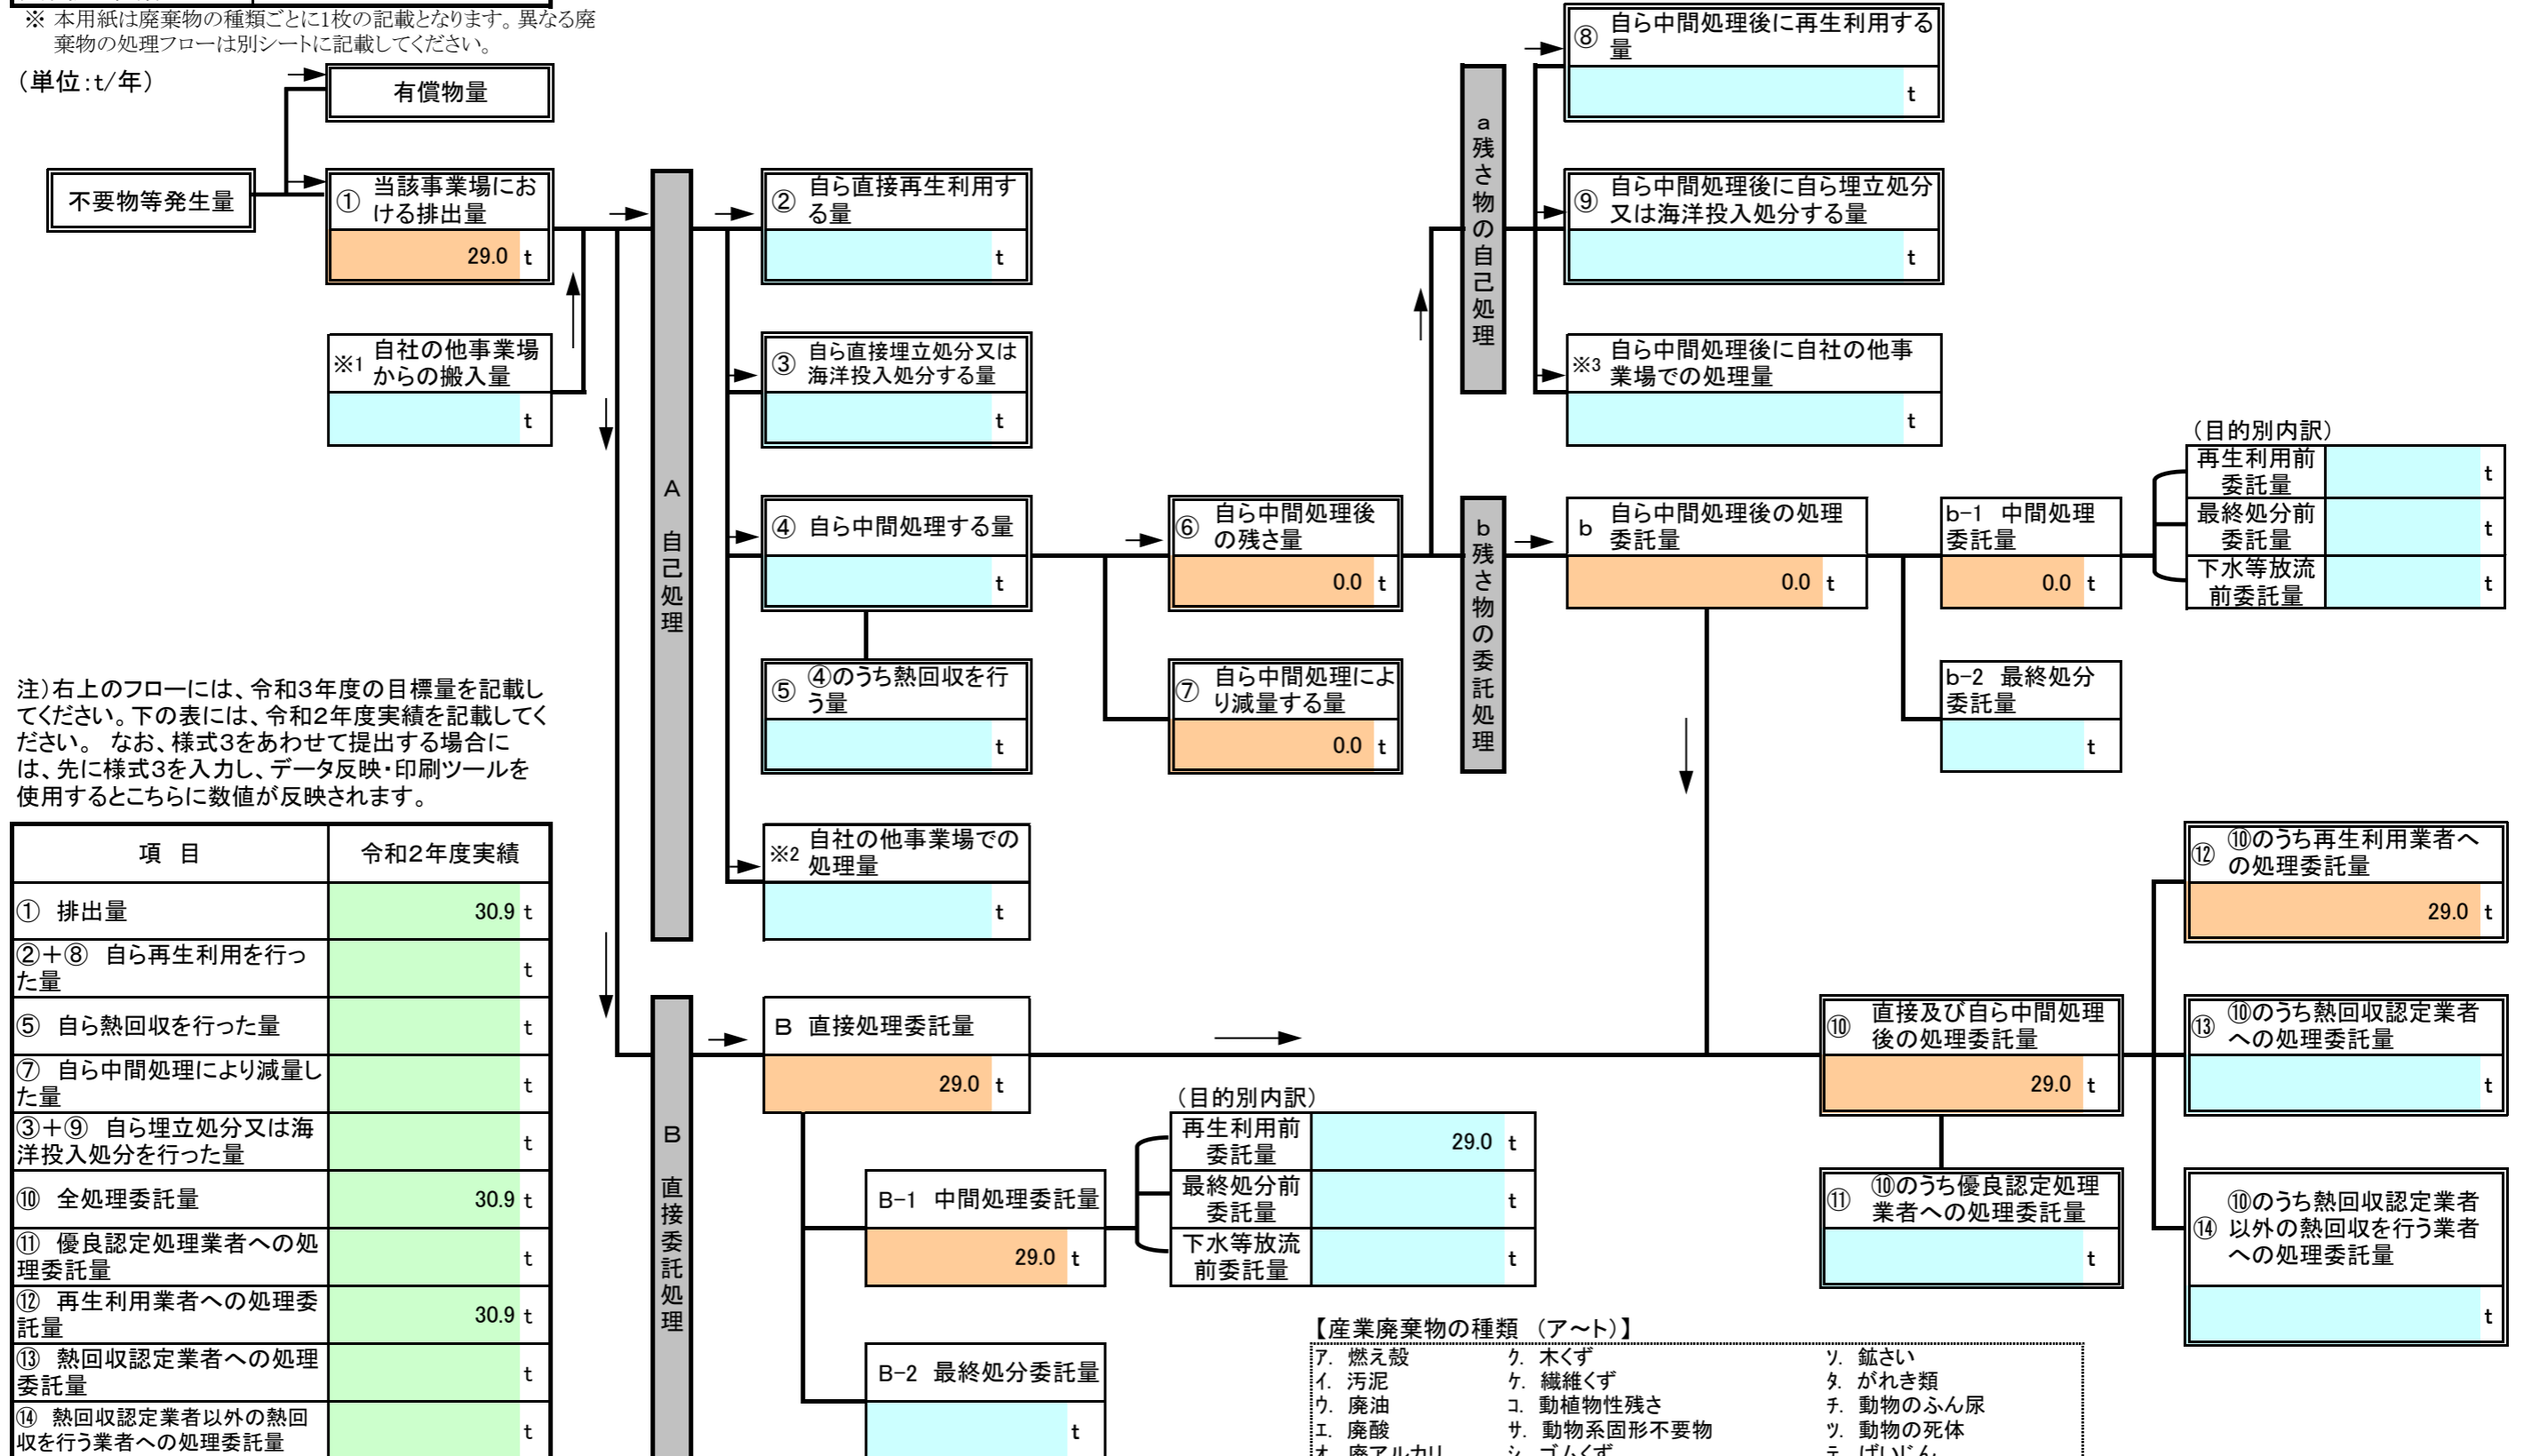 ※ 本用紙は廃棄物の種類ごとに1枚の記載となります。異なる廃
棄物の処理フローは別シートに記載してください。
(単位:t/年)
有償物量
不要物等発生量
① 当該事業場にお
ける排出量
29.0 t
※1 自社の他事業場
からの搬入量
t
A 自己処理
② 自ら直接再生利用す
る量
t
③ 自ら直接埋立処分又は
海洋投入処分する量
t
④ 自ら中間処理する量
t
⑤ ④のうち熱回収を行
う量
t
※2 自社の他事業場での
処理量
t
⑥ 自ら中間処理後
の残さ量
0.0 t
⑦ 自ら中間処理によ
り減量する量
0.0 t
a 残さ物の自己処理
⑧ 自ら中間処理後に再生利用する
量
t
⑨ 自ら中間処理後に自ら埋立処分
又は海洋投入処分する量
t
※3 自ら中間処理後に自社の他事
業場での処理量
t
b 残さ物の委託処理
b 自ら中間処理後の処理
委託量
0.0 t
b-1 中間処理
委託量
0.0 t
(目的別内訳)
再生利用前
委託量
t
最終処分前
委託量
t
下水等放流
前委託量
t
b-2 最終処分
委託量
t
注)右上のフローには、令和3年度の目標量を記載し
てください。下の表には、令和2年度実績を記載してく
ださい。 なお、様式3をあわせて提出する場合に
は、先に様式3を入力し、データ反映・印刷ツールを
使用するとこちらに数値が反映されます。
項 目 令和2年度実績
① 排出量 30.9 t
②+⑧ 自ら再生利用を行っ
た量
t
⑤ 自ら熱回収を行った量 t
⑦ 自ら中間処理により減量し
た量
t
③+⑨ 自ら埋立処分又は海
洋投入処分を行った量
t
⑩ 全処理委託量 30.9 t
⑪ 優良認定処理業者への処
理委託量
t
⑫ 再生利用業者への処理委
託量
30.9 t
⑬ 熱回収認定業者への処理
委託量
t
⑭ 熱回収認定業者以外の熱回
収を行う業者への処理委託量
t
B 直接委託処理
B 直接処理委託量
29.0 t
B-1 中間処理委託量
29.0 t
(目的別内訳)
再生利用前
委託量
29.0 t
最終処分前
委託量
t
下水等放流
前委託量
t
B-2 最終処分委託量
t
⑩ 直接及び自ら中間処理
後の処理委託量
29.0 t
⑪ ⑩のうち優良認定処理
業者への処理委託量
t
⑫ ⑩のうち再生利用業者へ
の処理委託量
29.0 t
⑬ ⑩のうち熱回収認定業者
への処理委託量
t
⑭ ⑩のうち熱回収認定業者
以外の熱回収を行う業者
への処理委託量
t
【産業廃棄物の種類 (ア～ト)】
ア. 燃え殻 ク. 木くず ソ. 鉱さい
イ. 汚泥 ケ. 繊維くず タ. がれき類
ウ. 廃油 コ. 動植物性残さ チ. 動物のふん尿
エ. 廃酸 サ. 動物系固形不要物 ツ. 動物の死体
オ. 廃アルカリ シ. ゴムくず テ. ばいじん